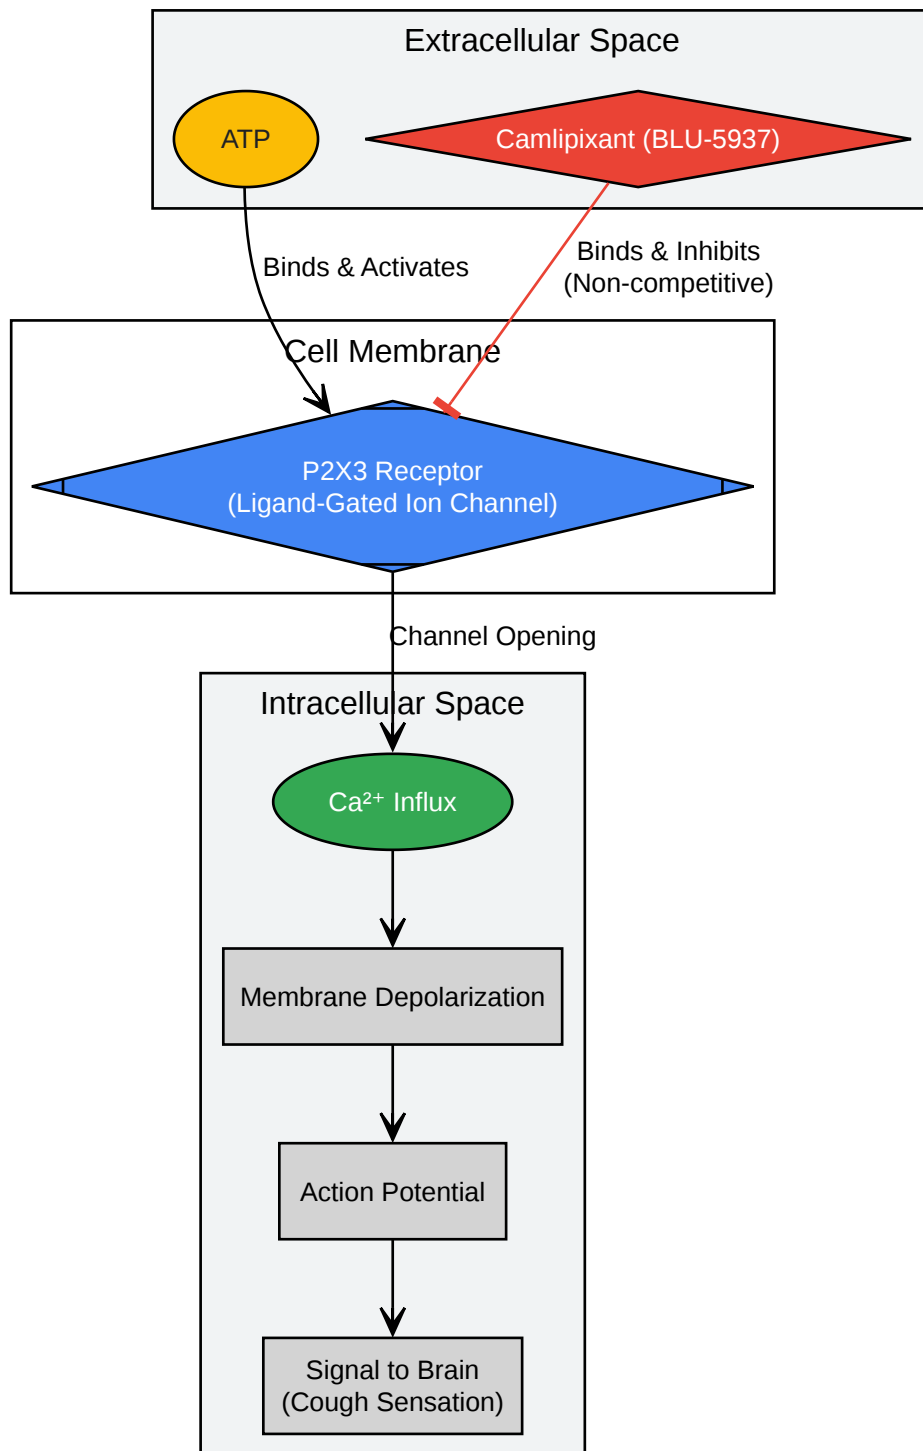 Extracellular Space
ATP
Camlipixant (BLU-5937)
Binds & Activates
Binds & Inhibits
(Non-competitive)
Cell Membrane
P2X3 Receptor
(Ligand-Gated Ion Channel)
Channel Opening
Intracellular Space
Ca²⁺ Influx
Membrane Depolarization
Action Potential
Signal to Brain
(Cough Sensation)